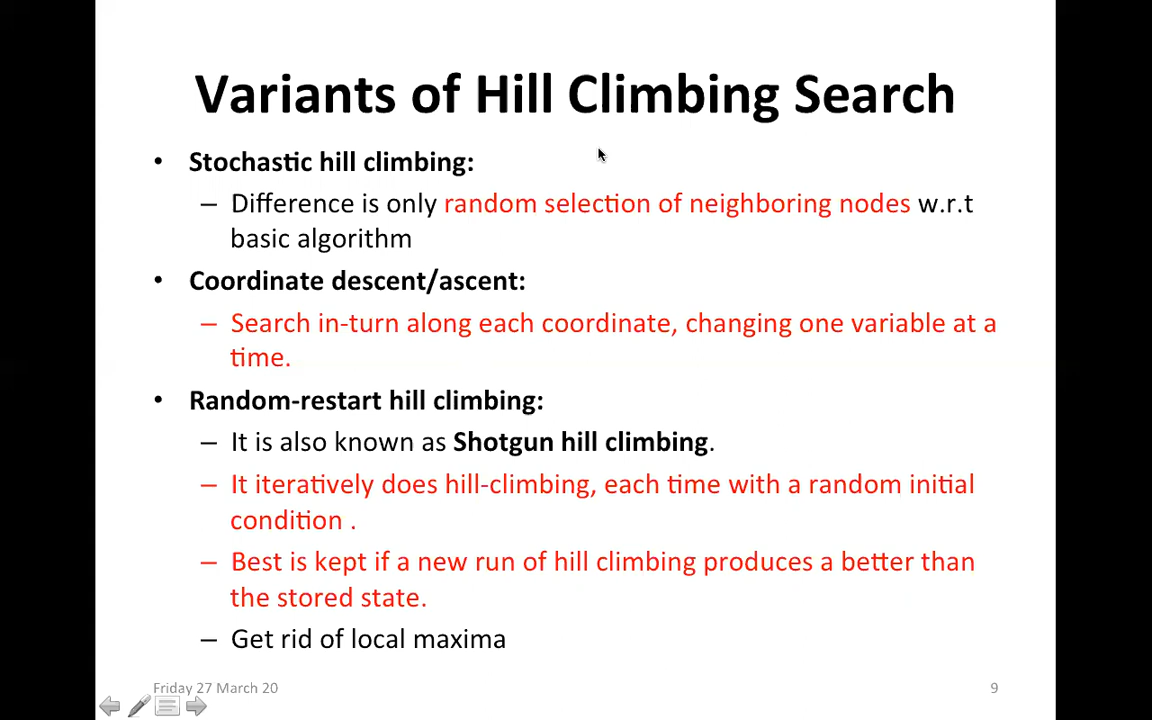 Variants of Hill Climbing Search
• Stochastic hill climbing:
– Difference is only random selection of neighboring nodes w.r.t
basic algorithm
• Coordinate descent/ascent:
– Search in-turn along each coordinate, changing one variable at a
time.
• Random-restart hill climbing:
– It is also known as Shotgun hill climbing.
– It iteratively does hill-climbing, each time with a random initial
condition .
– Best is kept if a new run of hill climbing produces a better than
the stored state.
– Get rid of local maxima
Friday 27 March 20
9